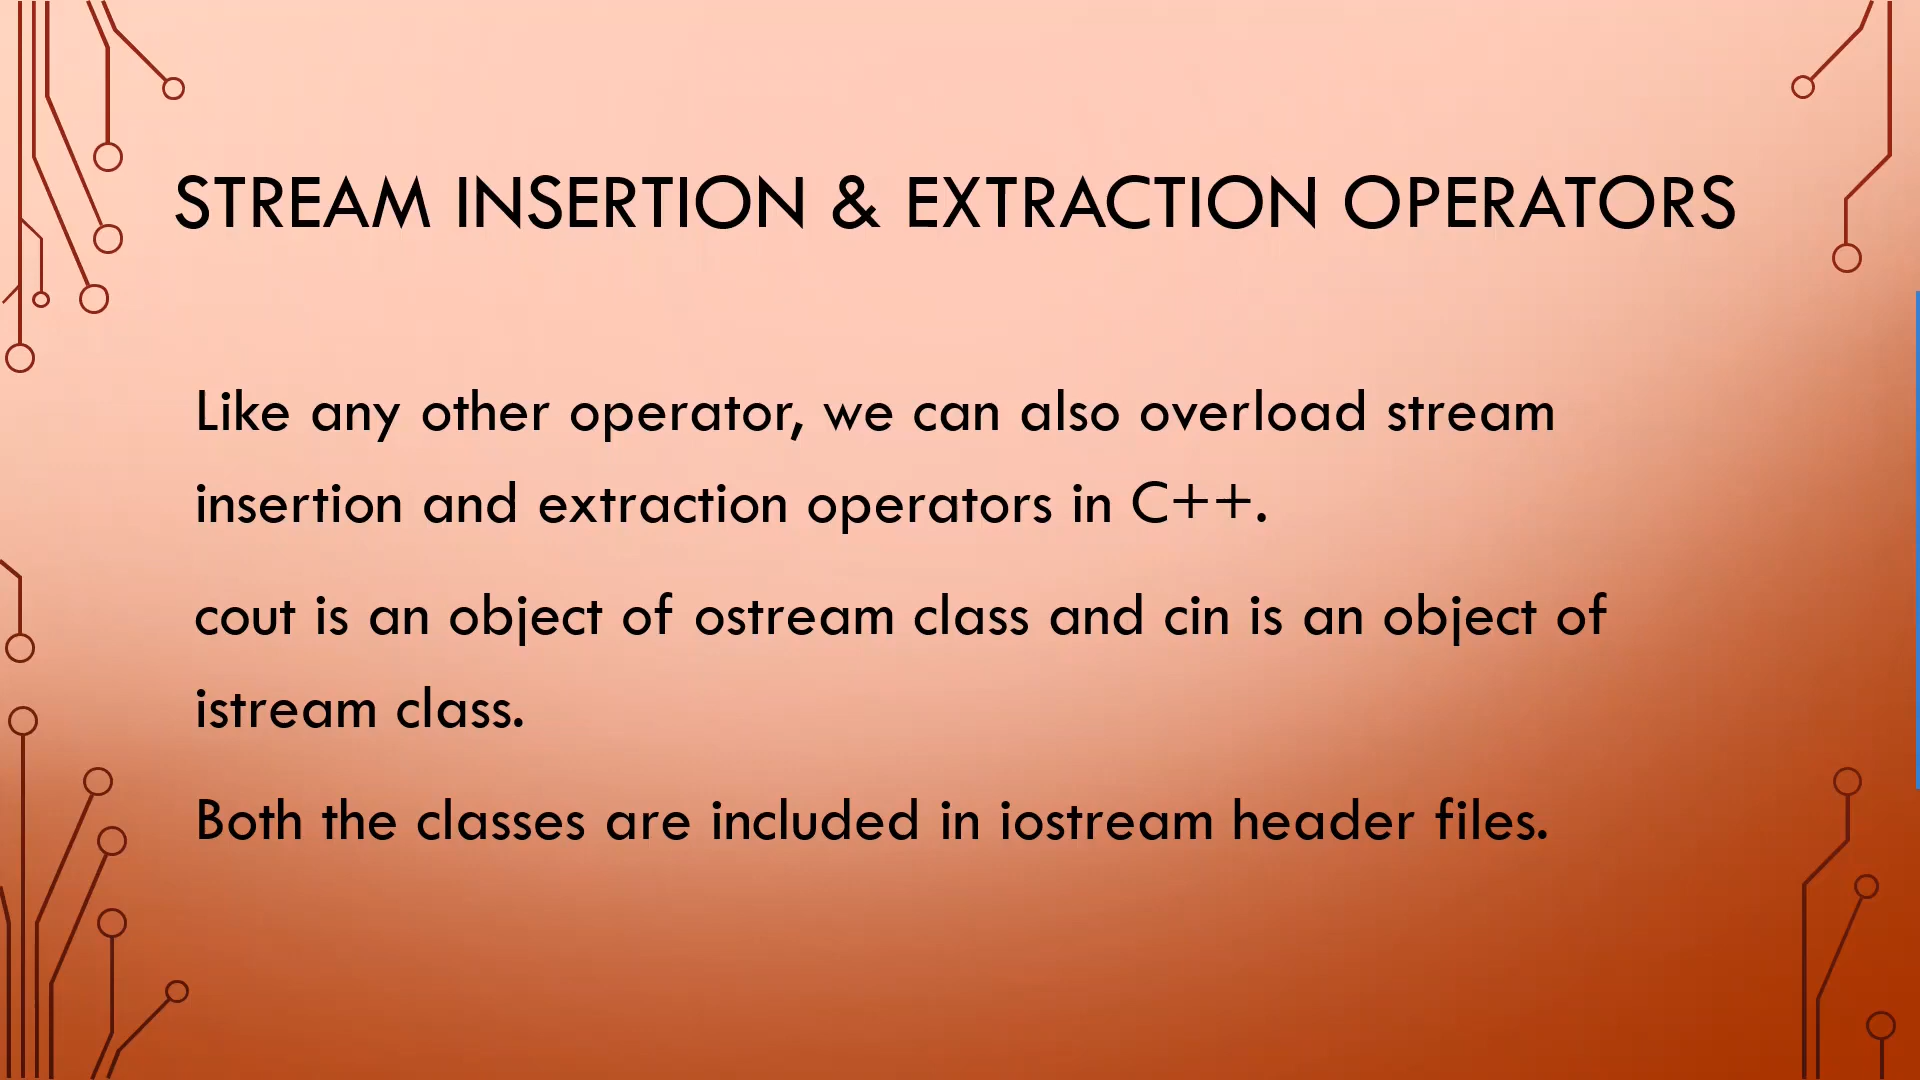 STREAM INSERTION & EXTRACTION OPERATORS
Like any other operator, we can also overload stream
insertion and extraction operators in C++.
cout is an object of ostream class and cin is an object of
istream class.
Both the classes are included in iostream header files.